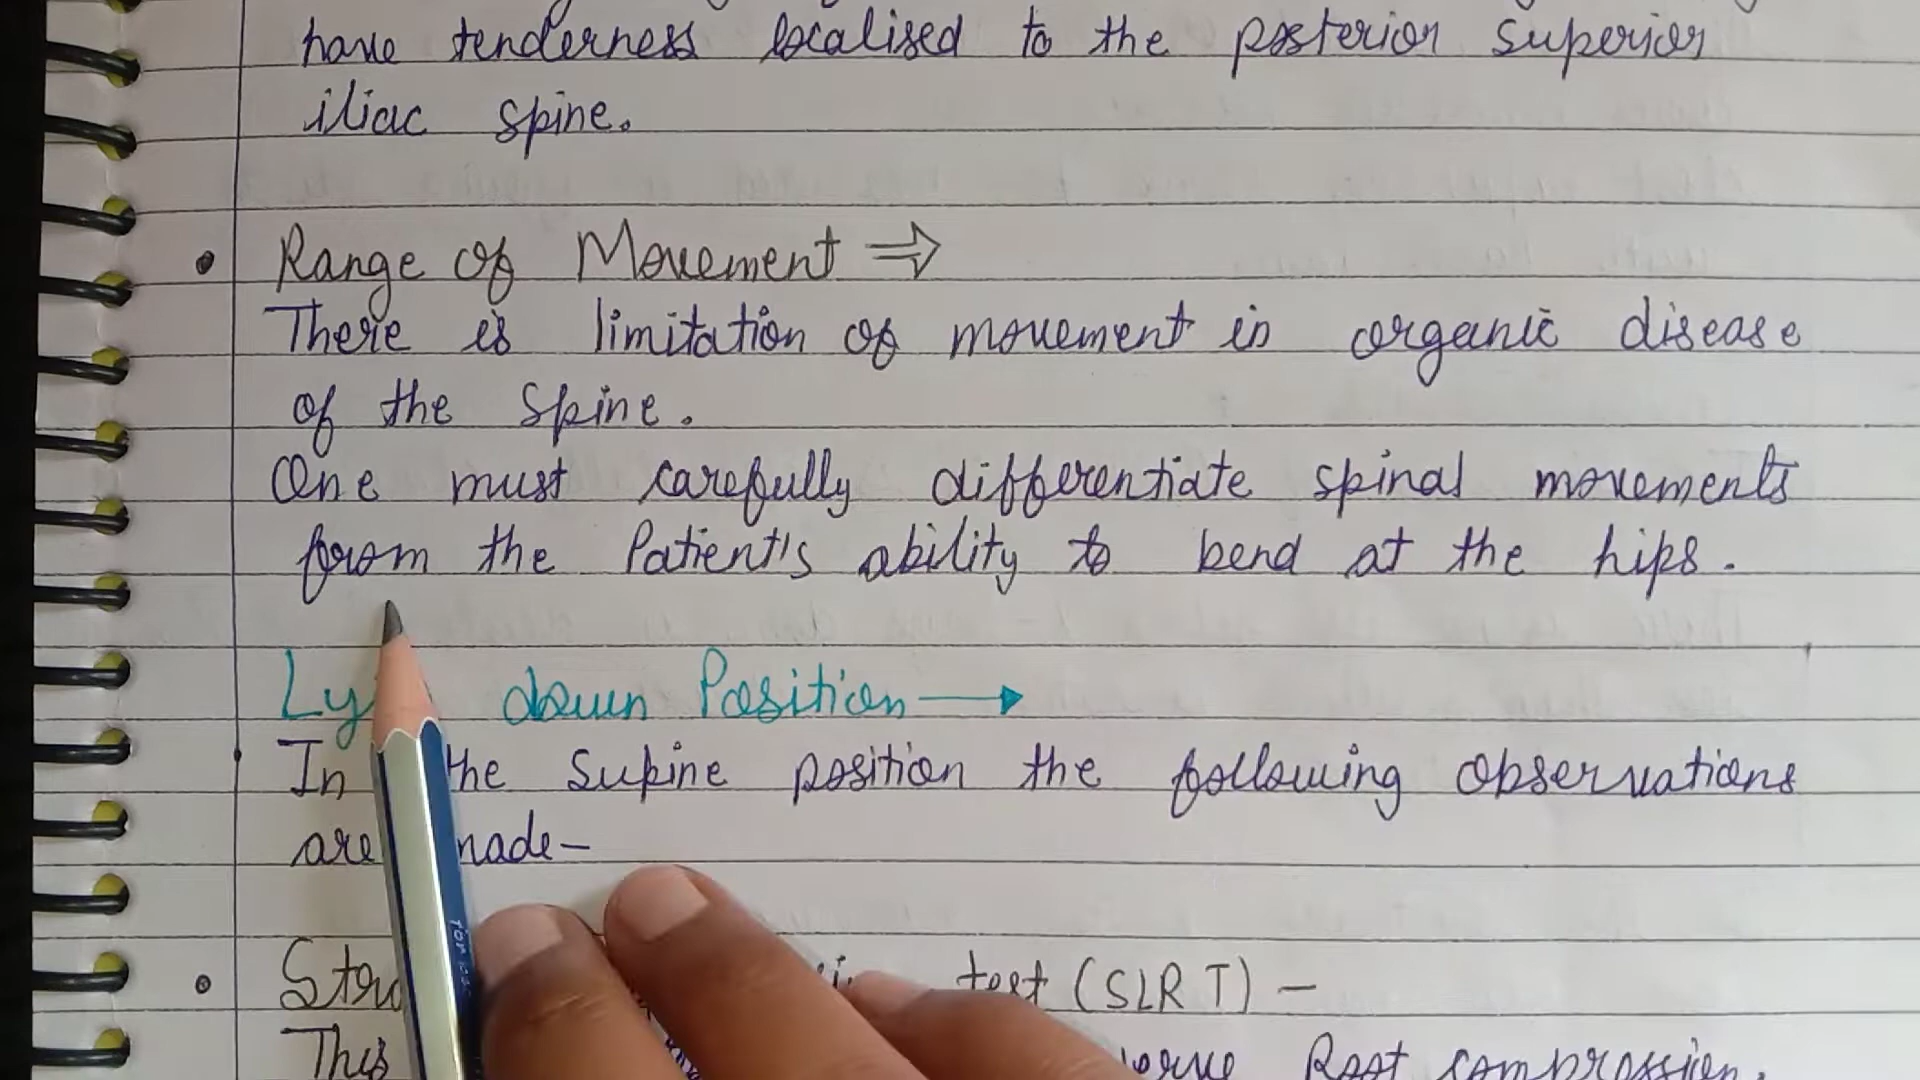 have tenderness localised to the posterior superior
iliac spine.
• Range of Movement ⇒
There is limitation of movement in organic disease
of the spine.
One must carefully differentiate spinal movements
from the Patient's ability to bend at the hips.
down Position →
In the supine position the following observations
are made-
• test (SLRT) -
This Root compression.